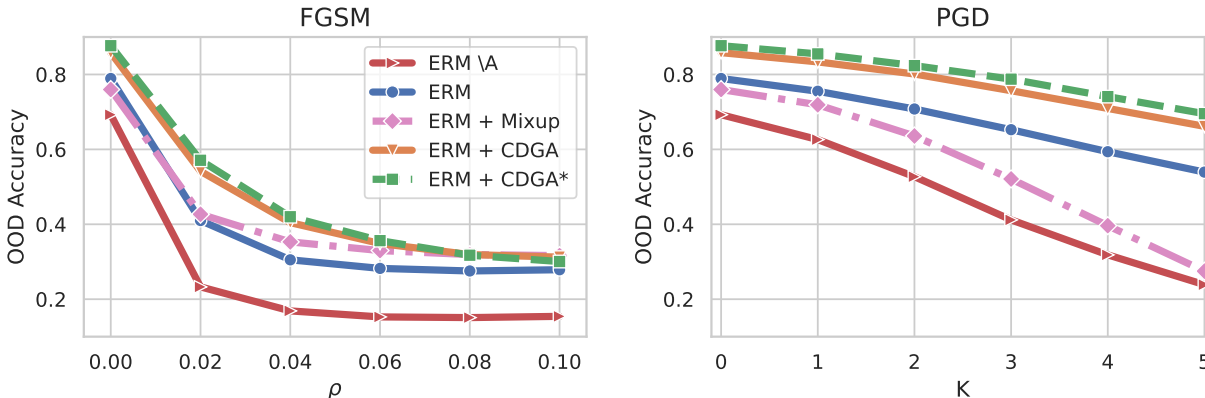 FGSM
OOD Accuracy
0.8
0.6
0.4
0.2
0.00 0.02 0.04 0.06 0.08 0.10
ρ
ERM \A
ERM
ERM + Mixup
ERM + CDGA
ERM + CDGA*
PGD
OOD Accuracy
0.8
0.6
0.4
0.2
0 1 2 3 4 5
K